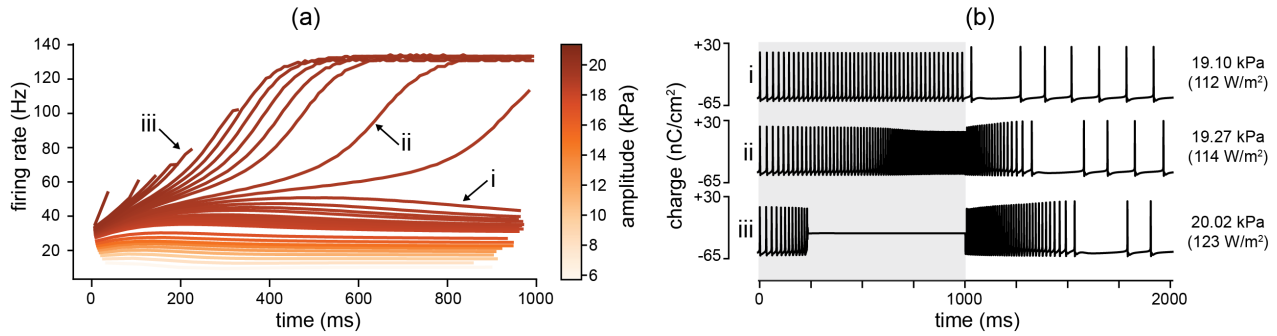 (a)
140
120
100
80
60
40
20
firing rate (Hz)
iii
ii
i
0
200
400
600
800
1000
time (ms)
20
18
16
14
12
10
8
6
amplitude (kPa)
(b)
charge (nC/cm²)
+30
i
-65
19.10 kPa
(112 W/m²)
+30
ii
-65
19.27 kPa
(114 W/m²)
+30
iii
-65
20.02 kPa
(123 W/m²)
0
1000
2000
time (ms)